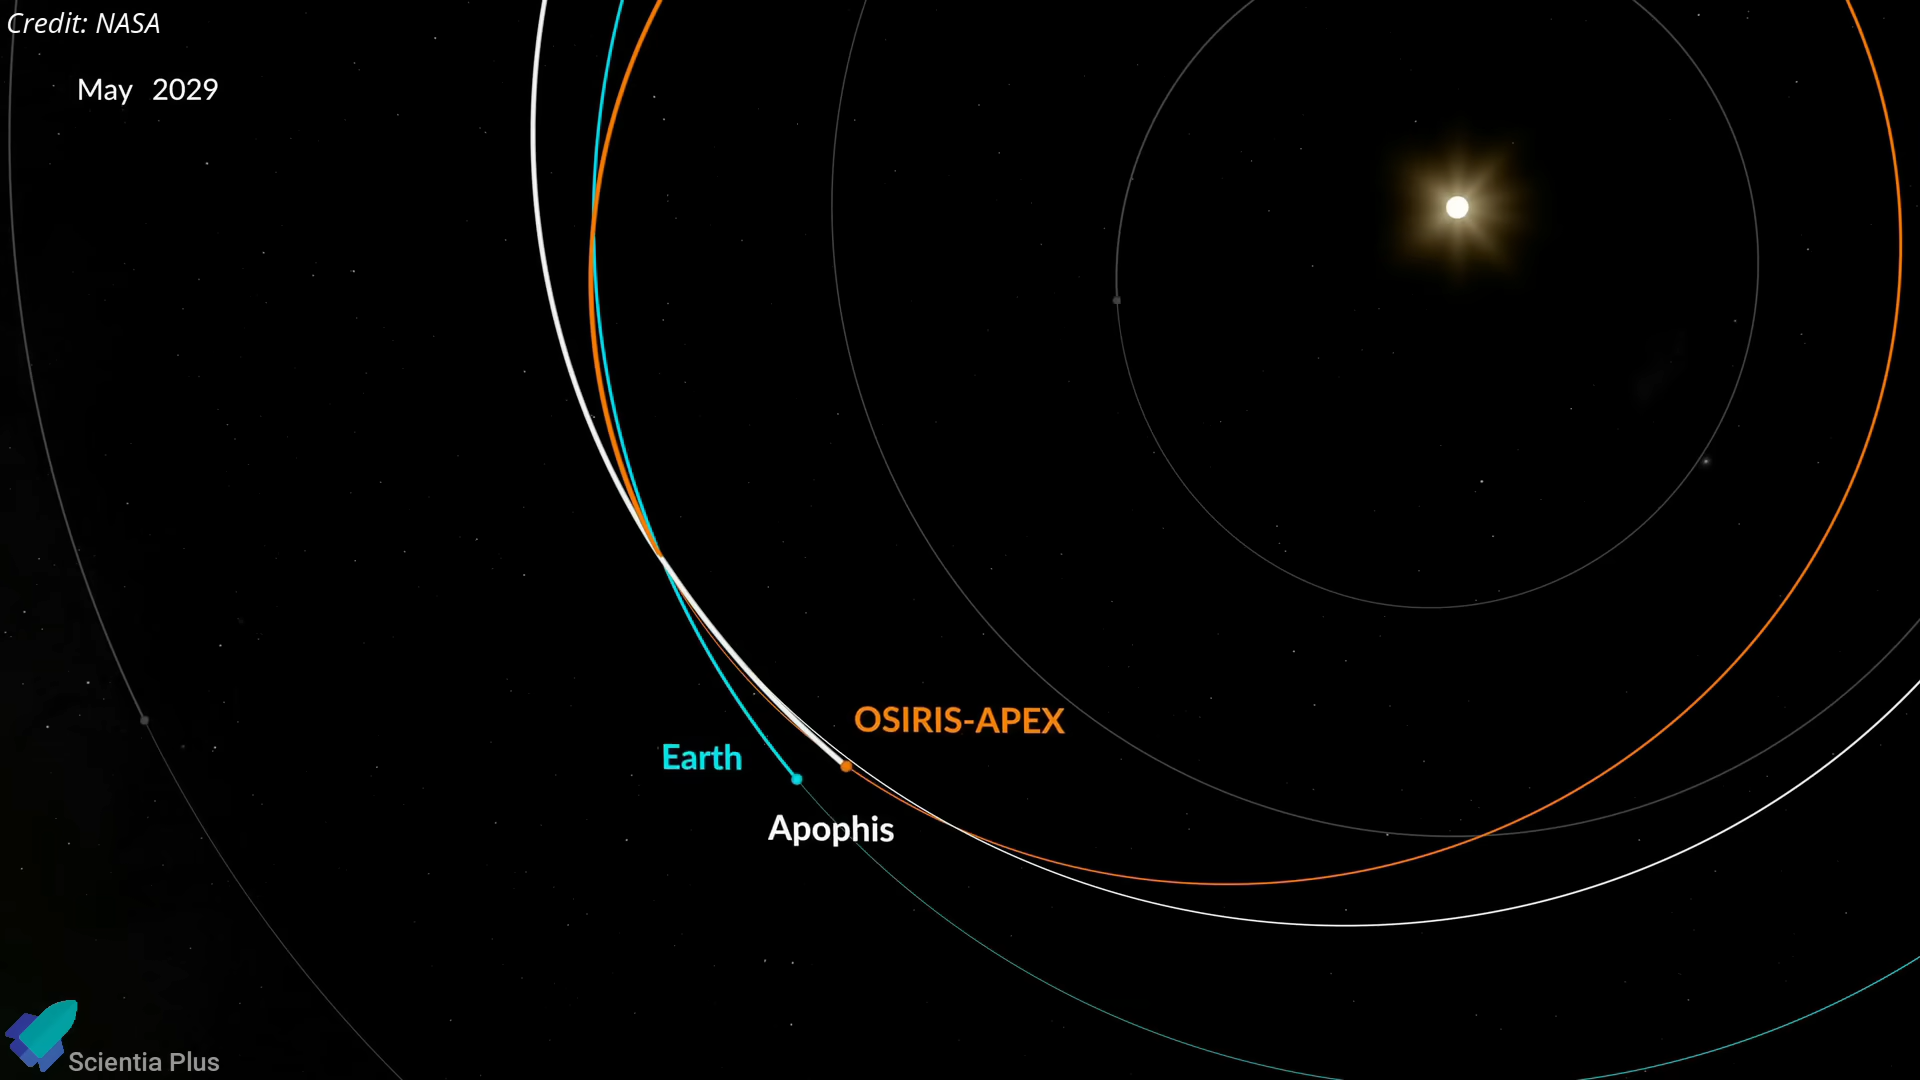 Credit: NASA
May 2029
OSIRIS-APEX
Earth
Apophis
Scientia Plus